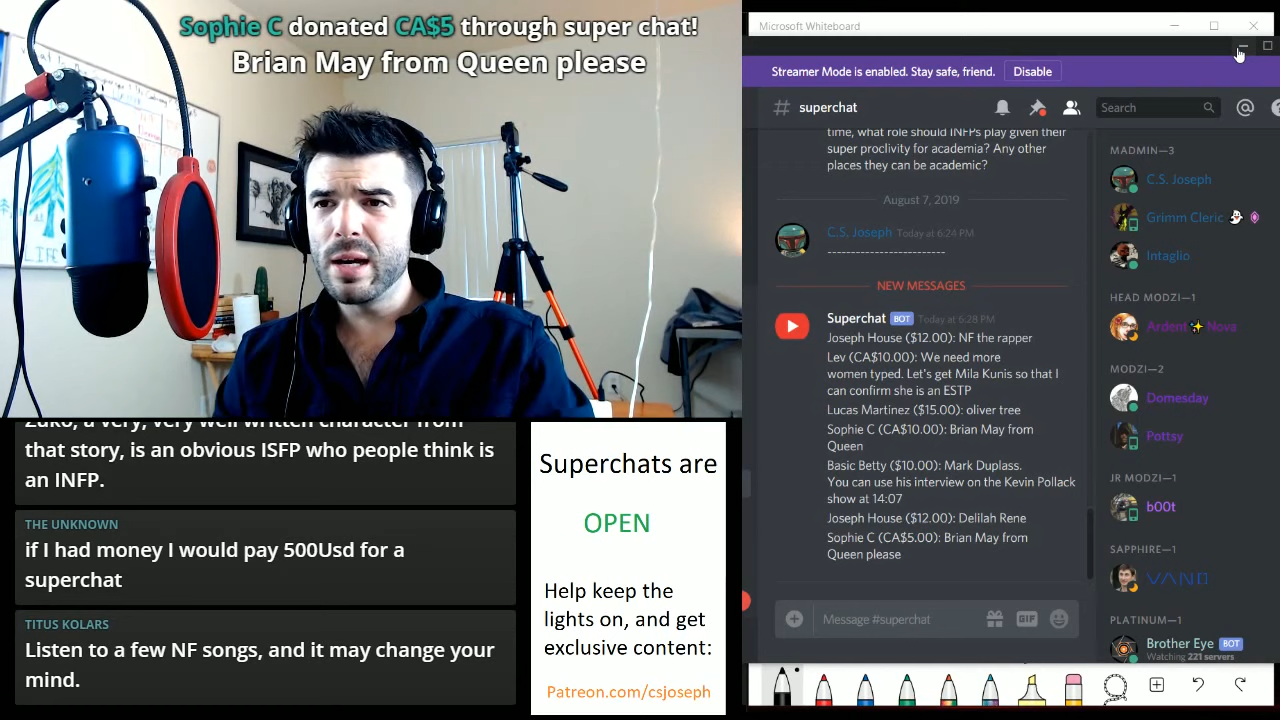 Sophie C donated CA$5 through super chat!
Brian May from Queen please
Microsoft Whiteboard
Streamer Mode is enabled. Stay safe, friend.
Disable
# superchat
Search
time, what role should INFPs play given their
super proclivity for academia? Any other
places they can be academic?
August 7, 2019
C.S. Joseph Today at 6:24 PM
-------------------------
NEW MESSAGES
Superchat BOT Today at 6:28 PM
Joseph House ($12.00): NF the rapper
Lev (CA$10.00): We need more
women typed. Let's get Mila Kunis so that I
can confirm she is an ESTP
Lucas Martinez ($15.00): oliver tree
Sophie C (CA$10.00): Brian May from
Queen
Basic Betty ($10.00): Mark Duplass.
You can use his interview on the Kevin Pollack
show at 14:07
Joseph House ($12.00): Delilah Rene
Sophie C (CA$5.00): Brian May from
Queen please
Message #superchat
GIF
MADMIN—3
C.S. Joseph
Grimm Cleric
Intaglio
HEAD MODZI—1
Ardent✨Nova
MODZI—2
Domesday
Pottsy
JR MODZI—1
b00t
SAPPHIRE—1
PLATINUM—1
Brother Eye BOT
Watching 221 servers
Zuko, a very, very well written character from
that story, is an obvious ISFP who people think is
an INFP.
THE UNKNOWN
if I had money I would pay 500Usd for a
superchat
TITUS KOLARS
Listen to a few NF songs, and it may change your
mind.
Superchats are
OPEN
Help keep the
lights on, and get
exclusive content:
Patreon.com/csjoseph